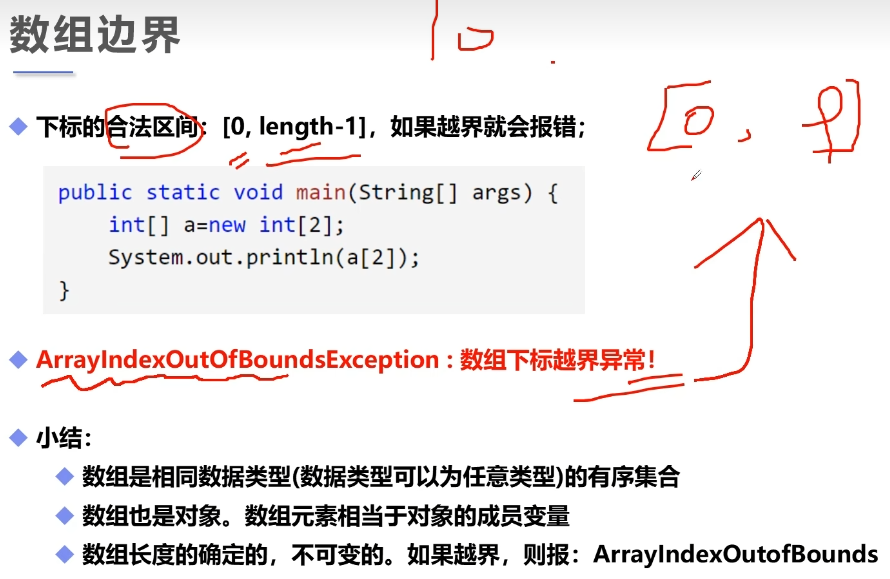 数组边界
10
下标的合法区间：[0, length-1]，如果越界就会报错；
[0, 9]
public static void main(String[] args) {
int[] a=new int[2];
System.out.println(a[2]);
}
ArrayIndexOutOfBoundsException : 数组下标越界异常！
小结：
数组是相同数据类型(数据类型可以为任意类型)的有序集合
数组也是对象。数组元素相当于对象的成员变量
数组长度的确定的，不可变的。如果越界，则报：ArrayIndexOutofBounds